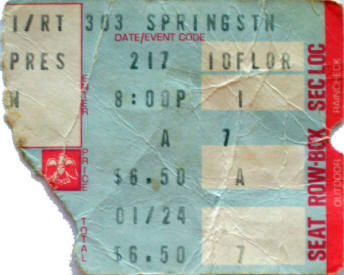 1/RT 303 SPRINGSTN
DATE/EVENT CODE
PRES 217 10FLOR
N 8:00P 1
A 7
$6.50 A
01/24
$6.50 7
ENTER
PRICE
TOTAL
SEAT ROW-BOX SEC LOC
OUTDOOR RAINCHECK